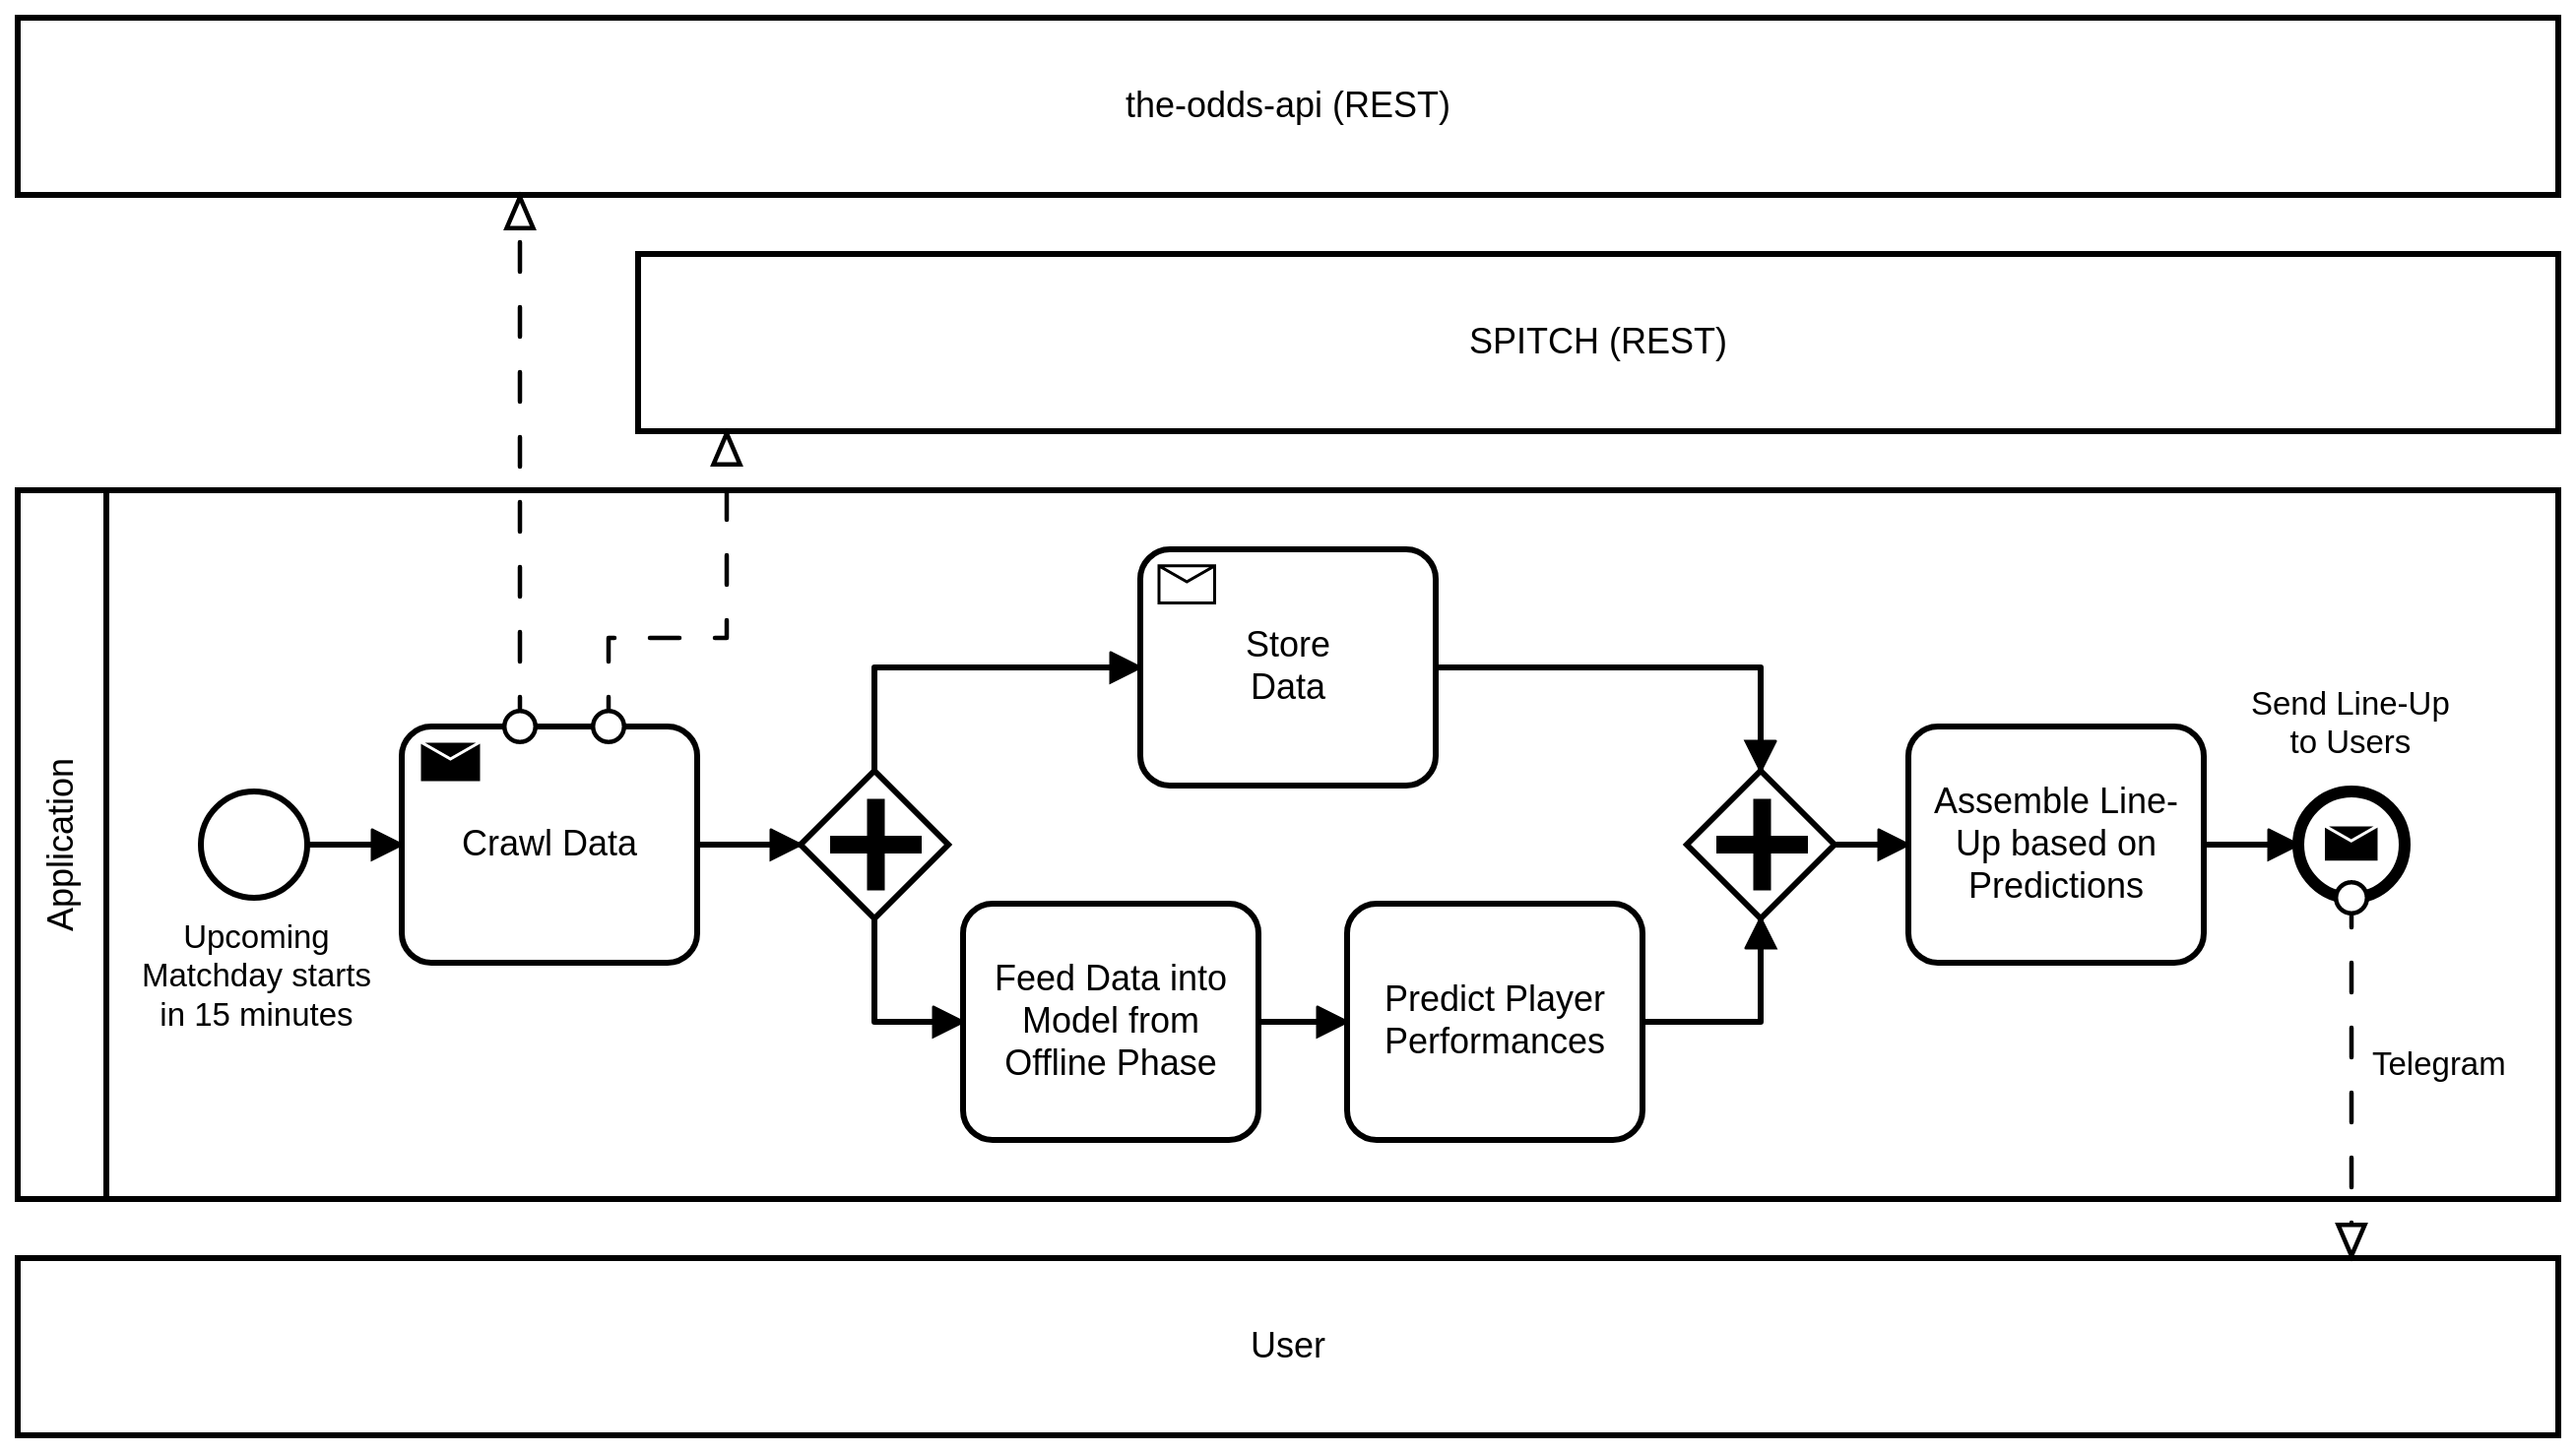 the-odds-api (REST)
SPITCH (REST)
Application
Upcoming
Matchday starts
in 15 minutes
Crawl Data
Store
Data
Feed Data into
Model from
Offline Phase
Predict Player
Performances
Assemble Line-
Up based on
Predictions
Send Line-Up
to Users
Telegram
User